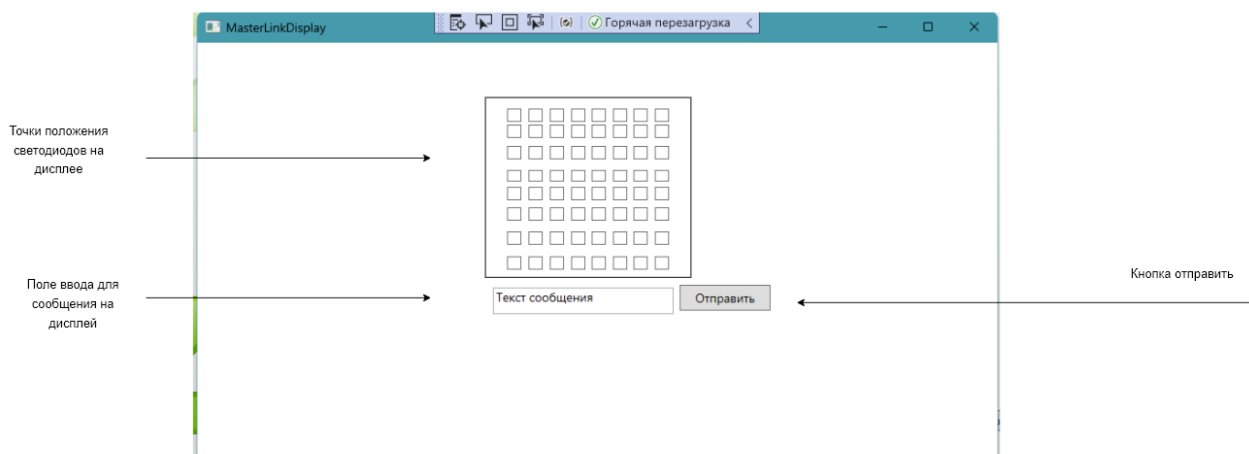 MasterLinkDisplay
Горячая перезагрузка
Точки положения
светодиодов на
дисплее
Поле ввода для
сообщения на
дисплей
Текст сообщения
Отправить
Кнопка отправить